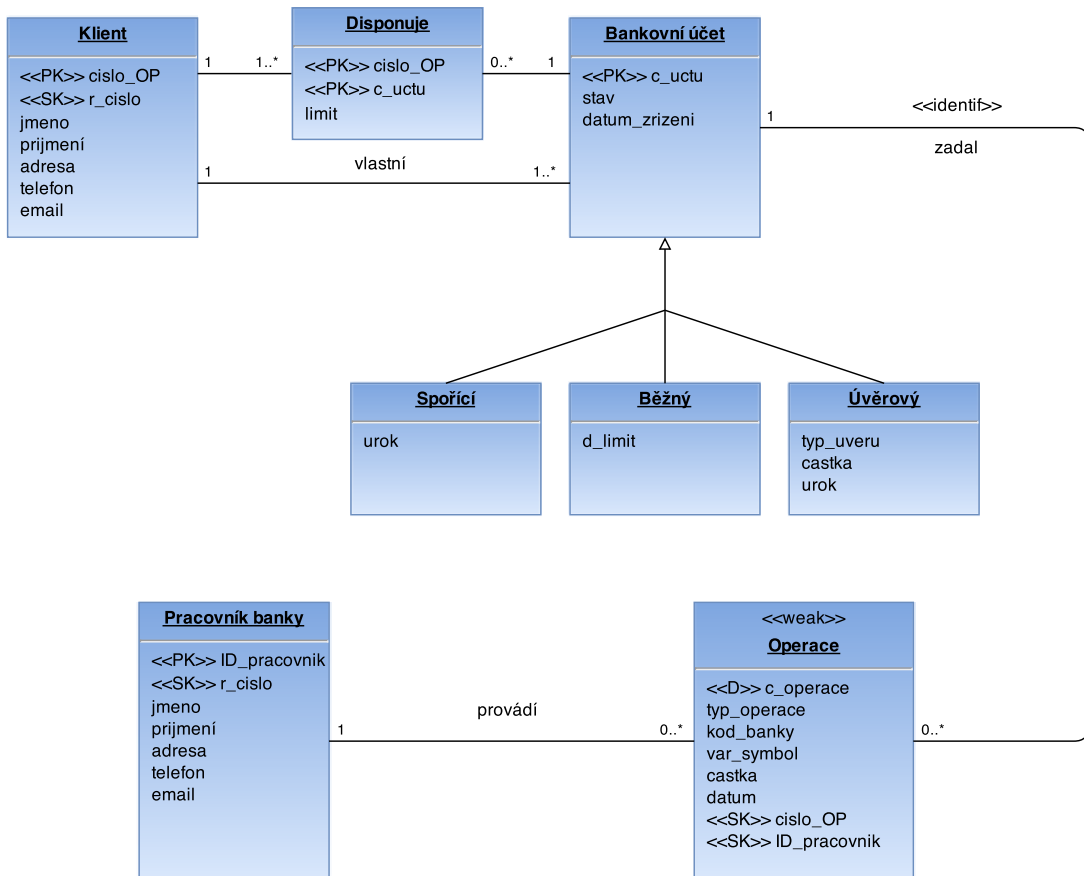 Klient
<<PK>> cislo_OP
<<SK>> r_cislo
jmeno
prijmení
adresa
telefon
email
1
1..*
Disponuje
<<PK>> cislo_OP
<<PK>> c_uctu
limit
0..*
1
vlastní
1
1..*
Bankovní účet
<<PK>> c_uctu
stav
datum_zrizeni
1
<<identif>>
zadal
Spořící
urok
Běžný
d_limit
Úvěrový
typ_uveru
castka
urok
Pracovník banky
<<PK>> ID_pracovnik
<<SK>> r_cislo
jmeno
prijmení
adresa
telefon
email
1
provádí
0..*
<<weak>>
Operace
<<D>> c_operace
typ_operace
kod_banky
var_symbol
castka
datum
<<SK>> cislo_OP
<<SK>> ID_pracovnik
0..*